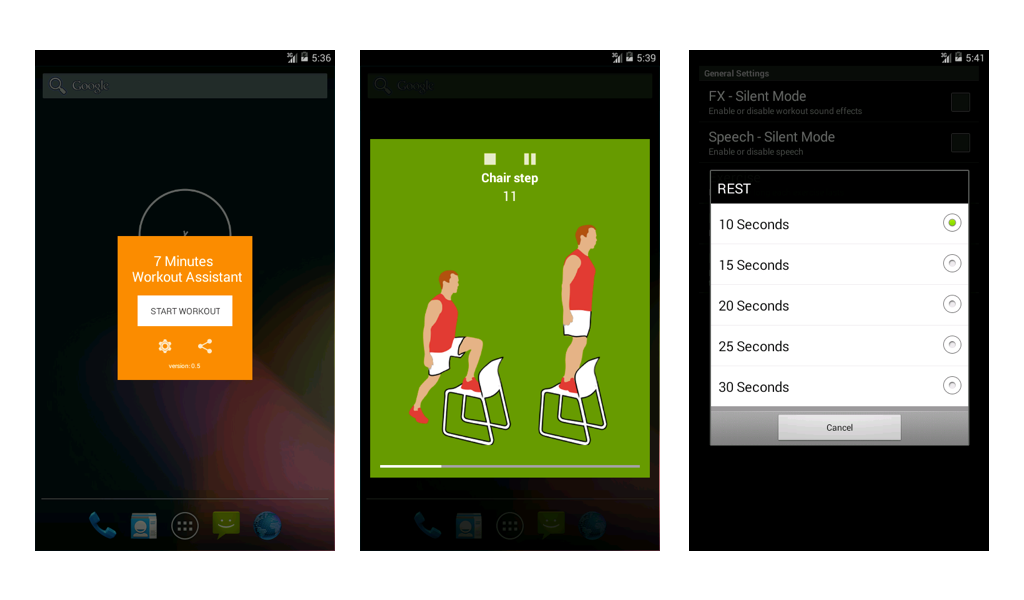 5:36
Google
7 Minutes
Workout Assistant
START WORKOUT
version: 0.5
5:39
Google
Chair step
11
5:41
General Settings
FX - Silent Mode
Enable or disable workout sound effects
Speech - Silent Mode
Enable or disable speech
REST
10 Seconds
15 Seconds
20 Seconds
25 Seconds
30 Seconds
Cancel